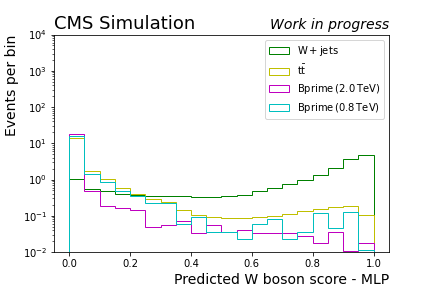 CMS Simulation Work in progress
Events per bin
10⁴
10³
10²
10¹
10⁰
10⁻¹
10⁻²
W + jets
tt̄
Bprime (2.0 TeV)
Bprime (0.8 TeV)
0.0 0.2 0.4 0.6 0.8 1.0
Predicted W boson score - MLP